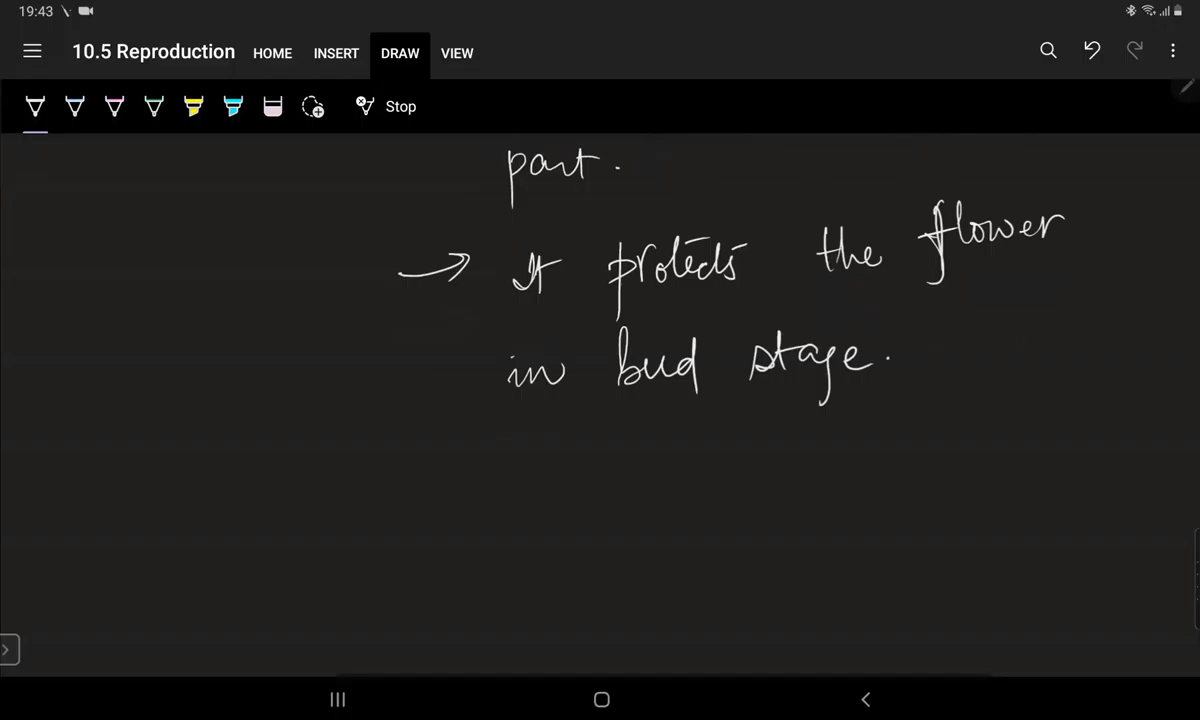 19:43
10.5 Reproduction HOME INSERT DRAW VIEW
Stop
part.
→ It protects the flower
in bud stage.